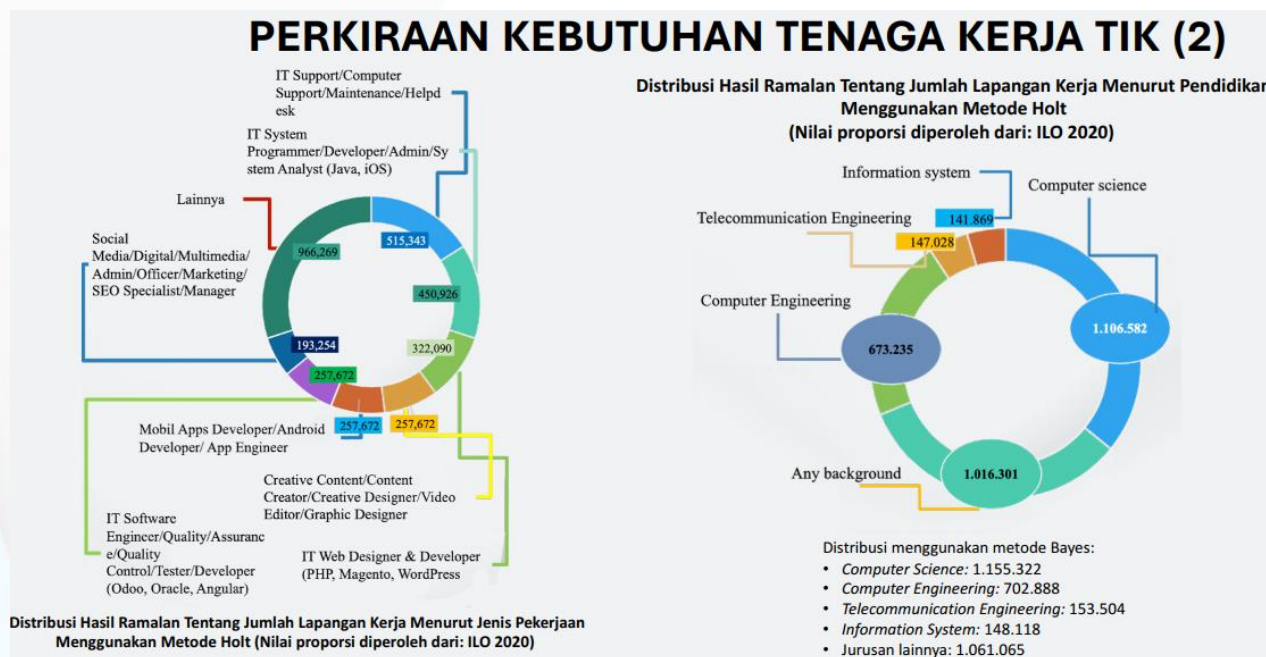 PERKIRAAN KEBUTUHAN TENAGA KERJA TIK (2)
IT Support/Computer
Support/Maintenance/Helpd
esk
IT System
Programmer/Developer/Admin/Sy
stem Analyst (Java, iOS)
Lainnya
Social
Media/Digital/Multimedia/
Admin/Officer/Marketing/
SEO Specialist/Manager
966,269
515,343
450,926
193,254
322,090
257,672
257,672
257,672
Mobil Apps Developer/Android
Developer/ App Engineer
Creative Content/Content
Creator/Creative Designer/Video
Editor/Graphic Designer
IT Software
Engincer/Quality/Assuranc
e/Quality
Control/Tester/Developer
(Odoo, Oracle, Angular)
IT Web Designer & Developer
(PHP, Magento, WordPress
Distribusi Hasil Ramalan Tentang Jumlah Lapangan Kerja Menurut Jenis Pekerjaan
Menggunakan Metode Holt (Nilai proporsi diperoleh dari: ILO 2020)
Distribusi Hasil Ramalan Tentang Jumlah Lapangan Kerja Menurut Pendidikan
Menggunakan Metode Holt
(Nilai proporsi diperoleh dari: ILO 2020)
Information system
Computer science
Telecommunication Engineering
141.869
147.028
Computer Engineering
1.106.582
673.235
Any background
1.016.301
Distribusi menggunakan metode Bayes:
• Computer Science: 1.155.322
• Computer Engineering: 702.888
• Telecommunication Engineering: 153.504
• Information System: 148.118
• Jurusan lainnya: 1.061.065